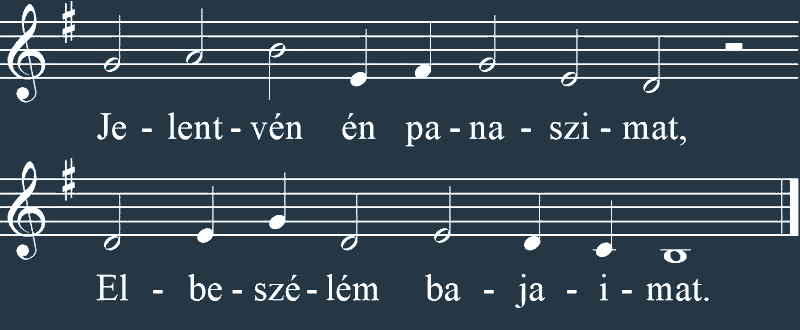 Je - lent - vén én pa - na - szi - mat,
El - be - szé - lém ba - ja - i - mat.